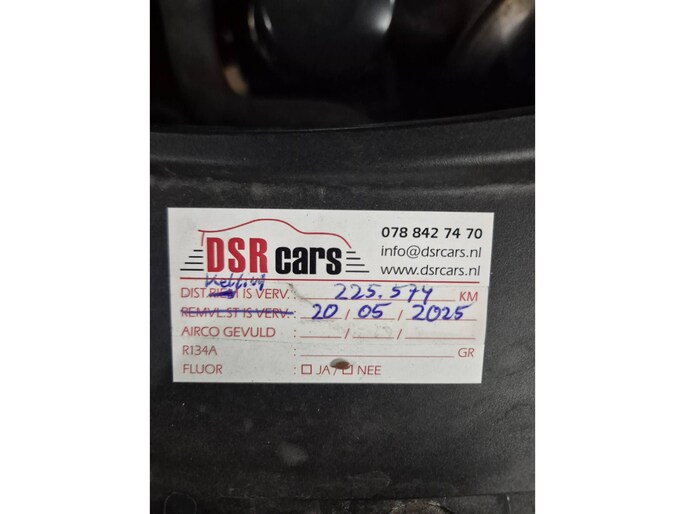 DSR cars
078 842 74 70
info@dsrcars.nl
www.dsrcars.nl
DIST.RIEM IS VERV. : 225.574 KM
REMVL.ST IS VERV. : 20 / 05 / 2025
AIRCO GEVULD : / /
R134A : GR
FLUOR : ☐ JA / ☐ NEE